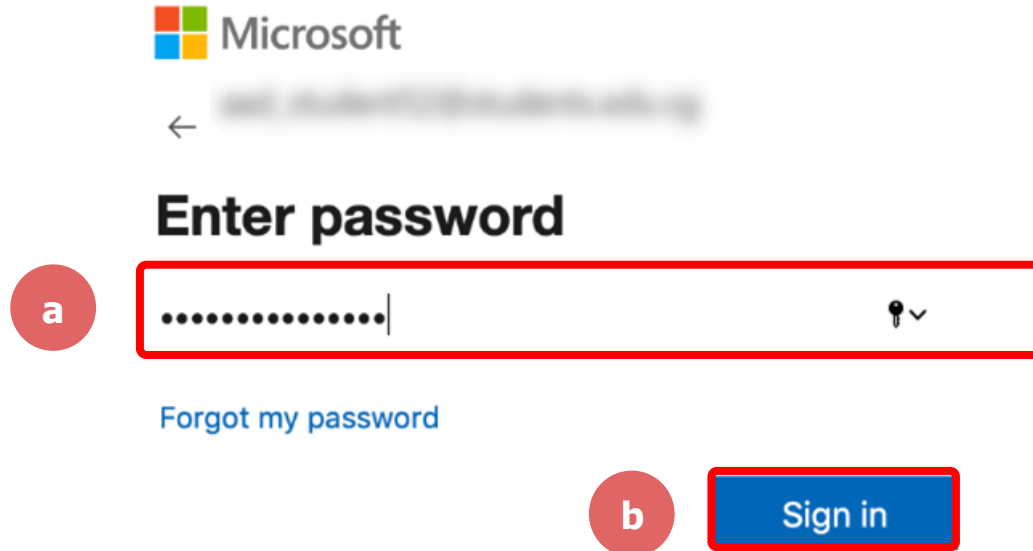 Microsoft
←
Enter password
a
•••••••••••••••
Forgot my password
b
Sign in